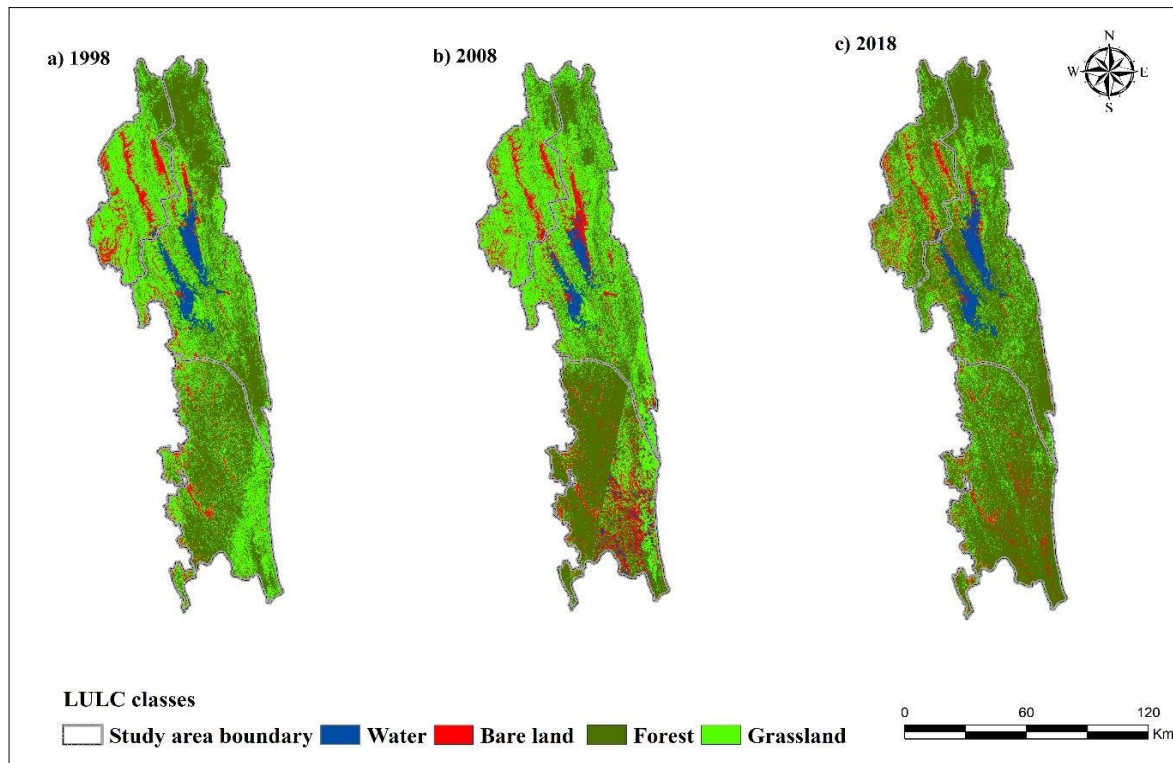 a) 1998
b) 2008
c) 2018
N
W E
S
LULC classes
Study area boundary Water Bare land Forest Grassland
0 60 120
Km